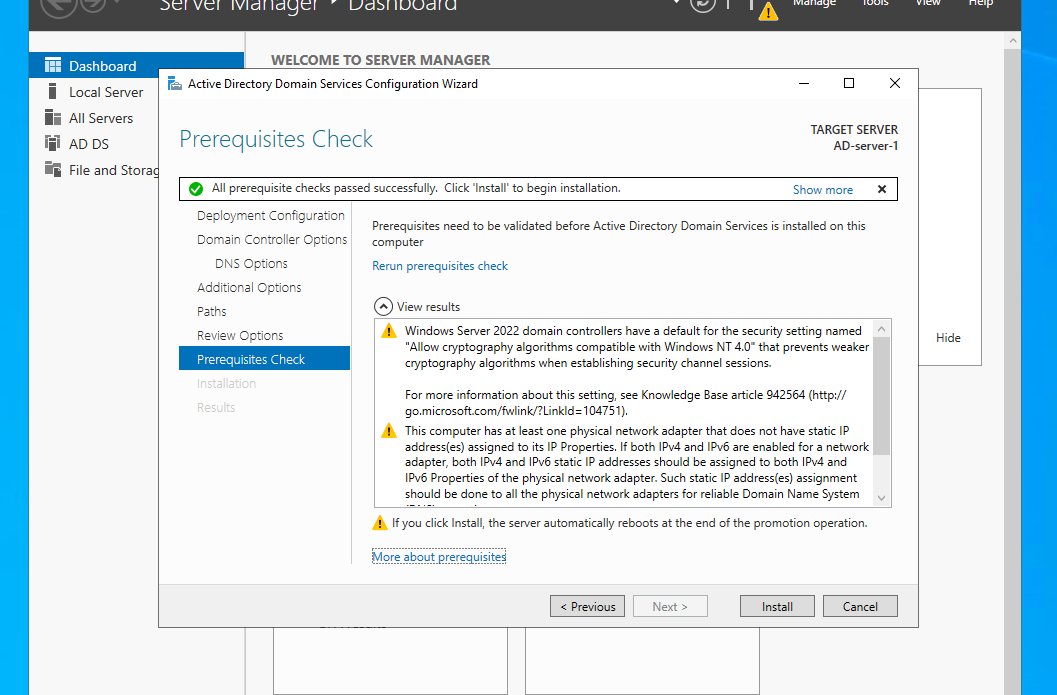 Server Manager ‣ Dashboard
Manage Tools View Help
Dashboard
Local Server
All Servers
AD DS
File and Storag
WELCOME TO SERVER MANAGER
Hide
Active Directory Domain Services Configuration Wizard
Prerequisites Check
TARGET SERVER
AD-server-1
All prerequisite checks passed successfully. Click 'Install' to begin installation.
Show more
Deployment Configuration
Domain Controller Options
DNS Options
Additional Options
Paths
Review Options
Prerequisites Check
Installation
Results
Prerequisites need to be validated before Active Directory Domain Services is installed on this
computer
Rerun prerequisites check
View results
Windows Server 2022 domain controllers have a default for the security setting named
"Allow cryptography algorithms compatible with Windows NT 4.0" that prevents weaker
cryptography algorithms when establishing security channel sessions.
For more information about this setting, see Knowledge Base article 942564 (http://
go.microsoft.com/fwlink/?LinkId=104751).
This computer has at least one physical network adapter that does not have static IP
address(es) assigned to its IP Properties. If both IPv4 and IPv6 are enabled for a network
adapter, both IPv4 and IPv6 static IP addresses should be assigned to both IPv4 and
IPv6 Properties of the physical network adapter. Such static IP address(es) assignment
should be done to all the physical network adapters for reliable Domain Name System
If you click Install, the server automatically reboots at the end of the promotion operation.
More about prerequisites
< Previous
Next >
Install
Cancel